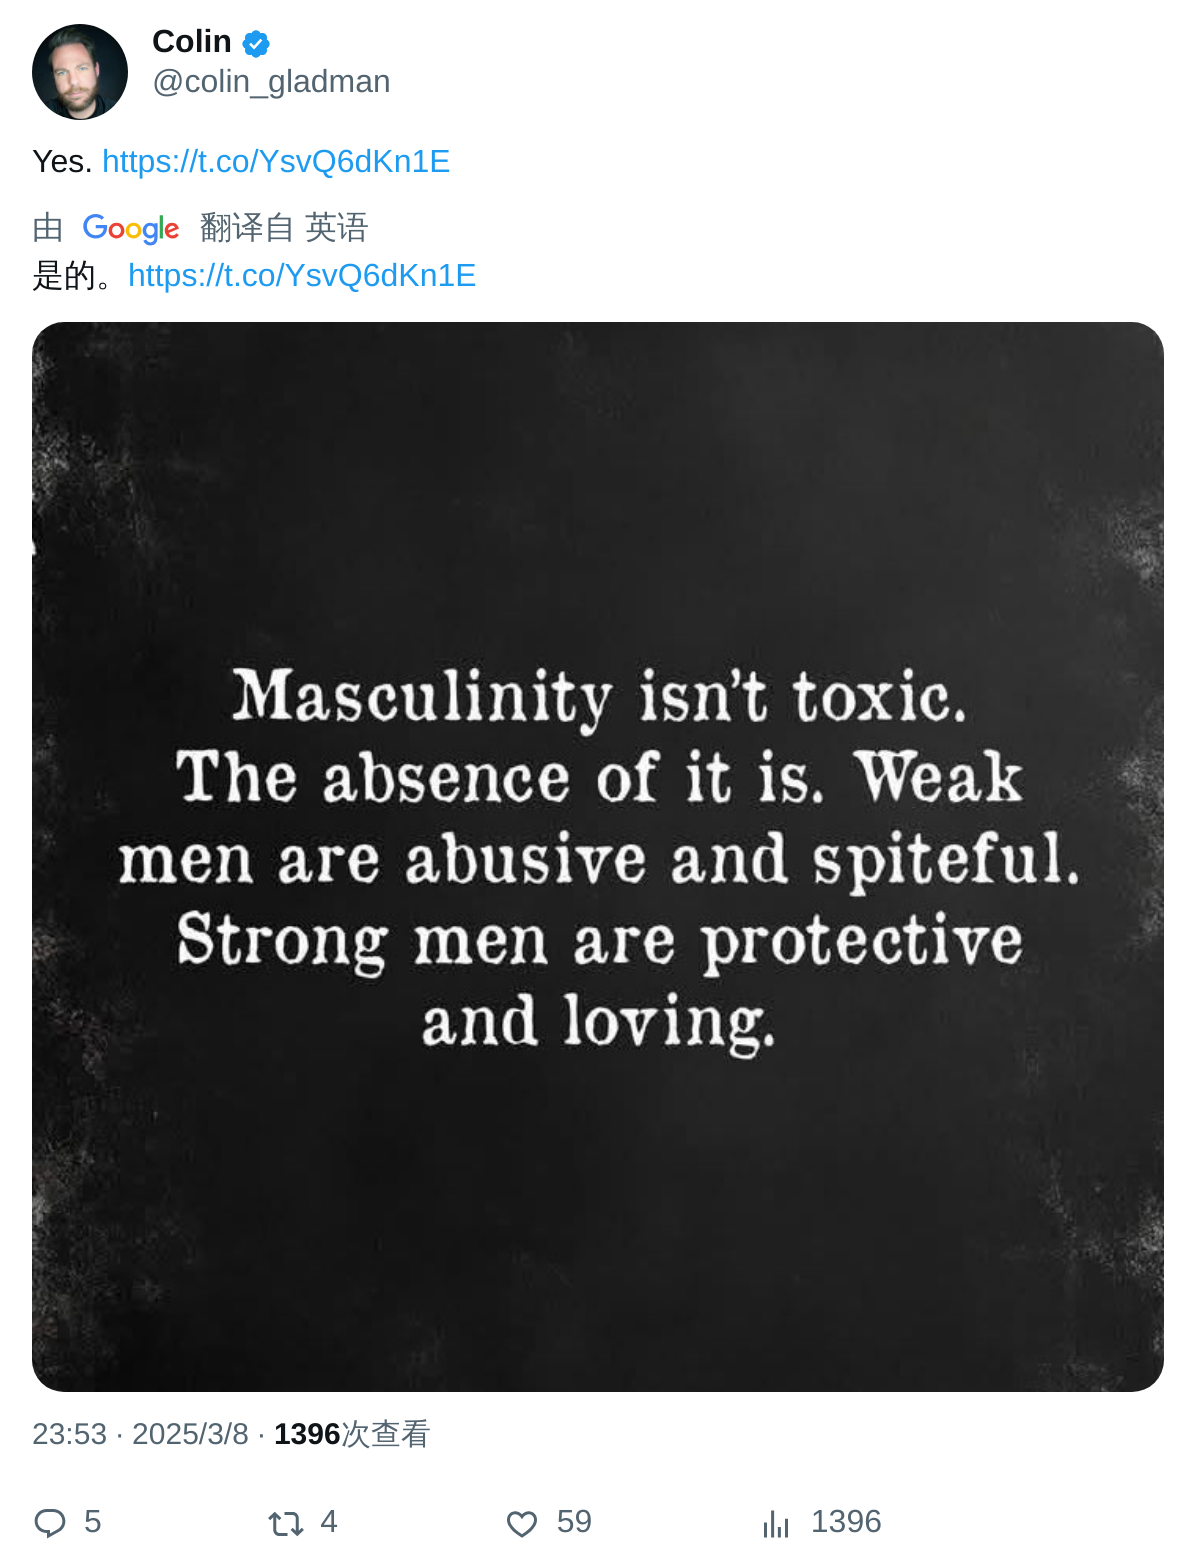 Colin
@colin_gladman
Yes. https://t.co/YsvQ6dKn1E
由 Google 翻译自 英语
是的。https://t.co/YsvQ6dKn1E
Masculinity isn't toxic.
The absence of it is. Weak
men are abusive and spiteful.
Strong men are protective
and loving.
23:53 · 2025/3/8 · 1396次查看
5 4 59 1396